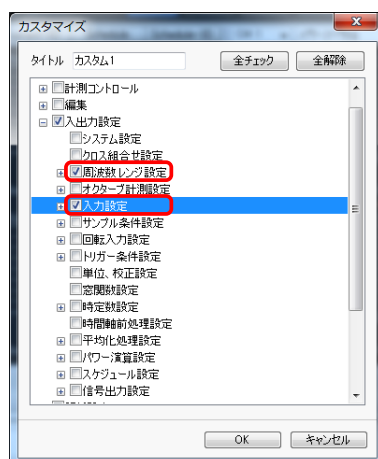 カスタマイズ
タイトル カスタム1 全チェック 全解除
計測コントロール
編集
入出力設定
システム設定
クロス組合せ設定
周波数レンジ設定
オクターブ計測設定
入力設定
サンプル条件設定
回転入力設定
トリガー条件設定
単位、校正設定
窓関数設定
時定数設定
時間軸前処理設定
平均化処理設定
パワー演算設定
スケジュール設定
信号出力設定
OK キャンセル